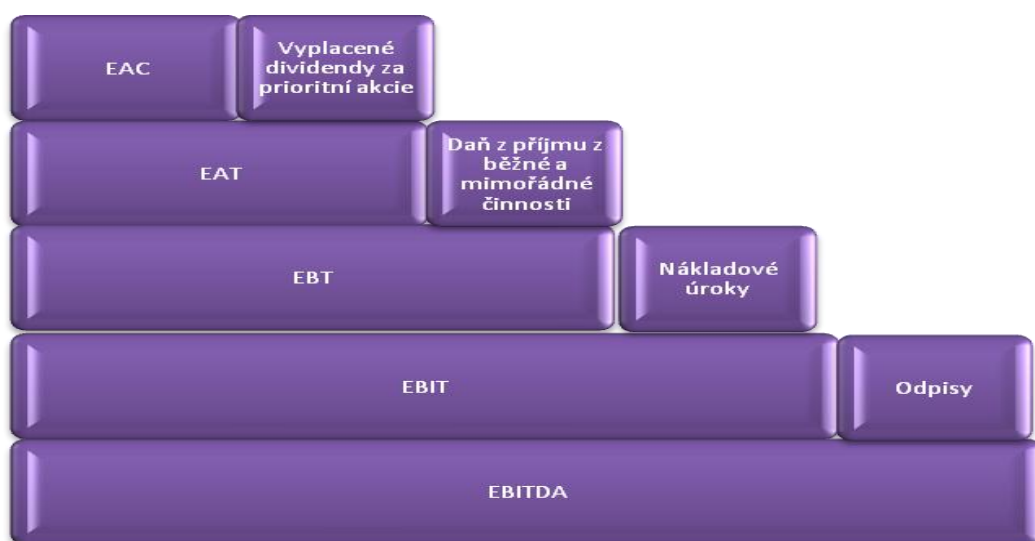 EAC
Vyplacené
dividendy za
prioritní akcie
EAT
Daň z příjmu z
běžné a
mimořádné
činnosti
EBT
Nákladové
úroky
EBIT
Odpisy
EBITDA